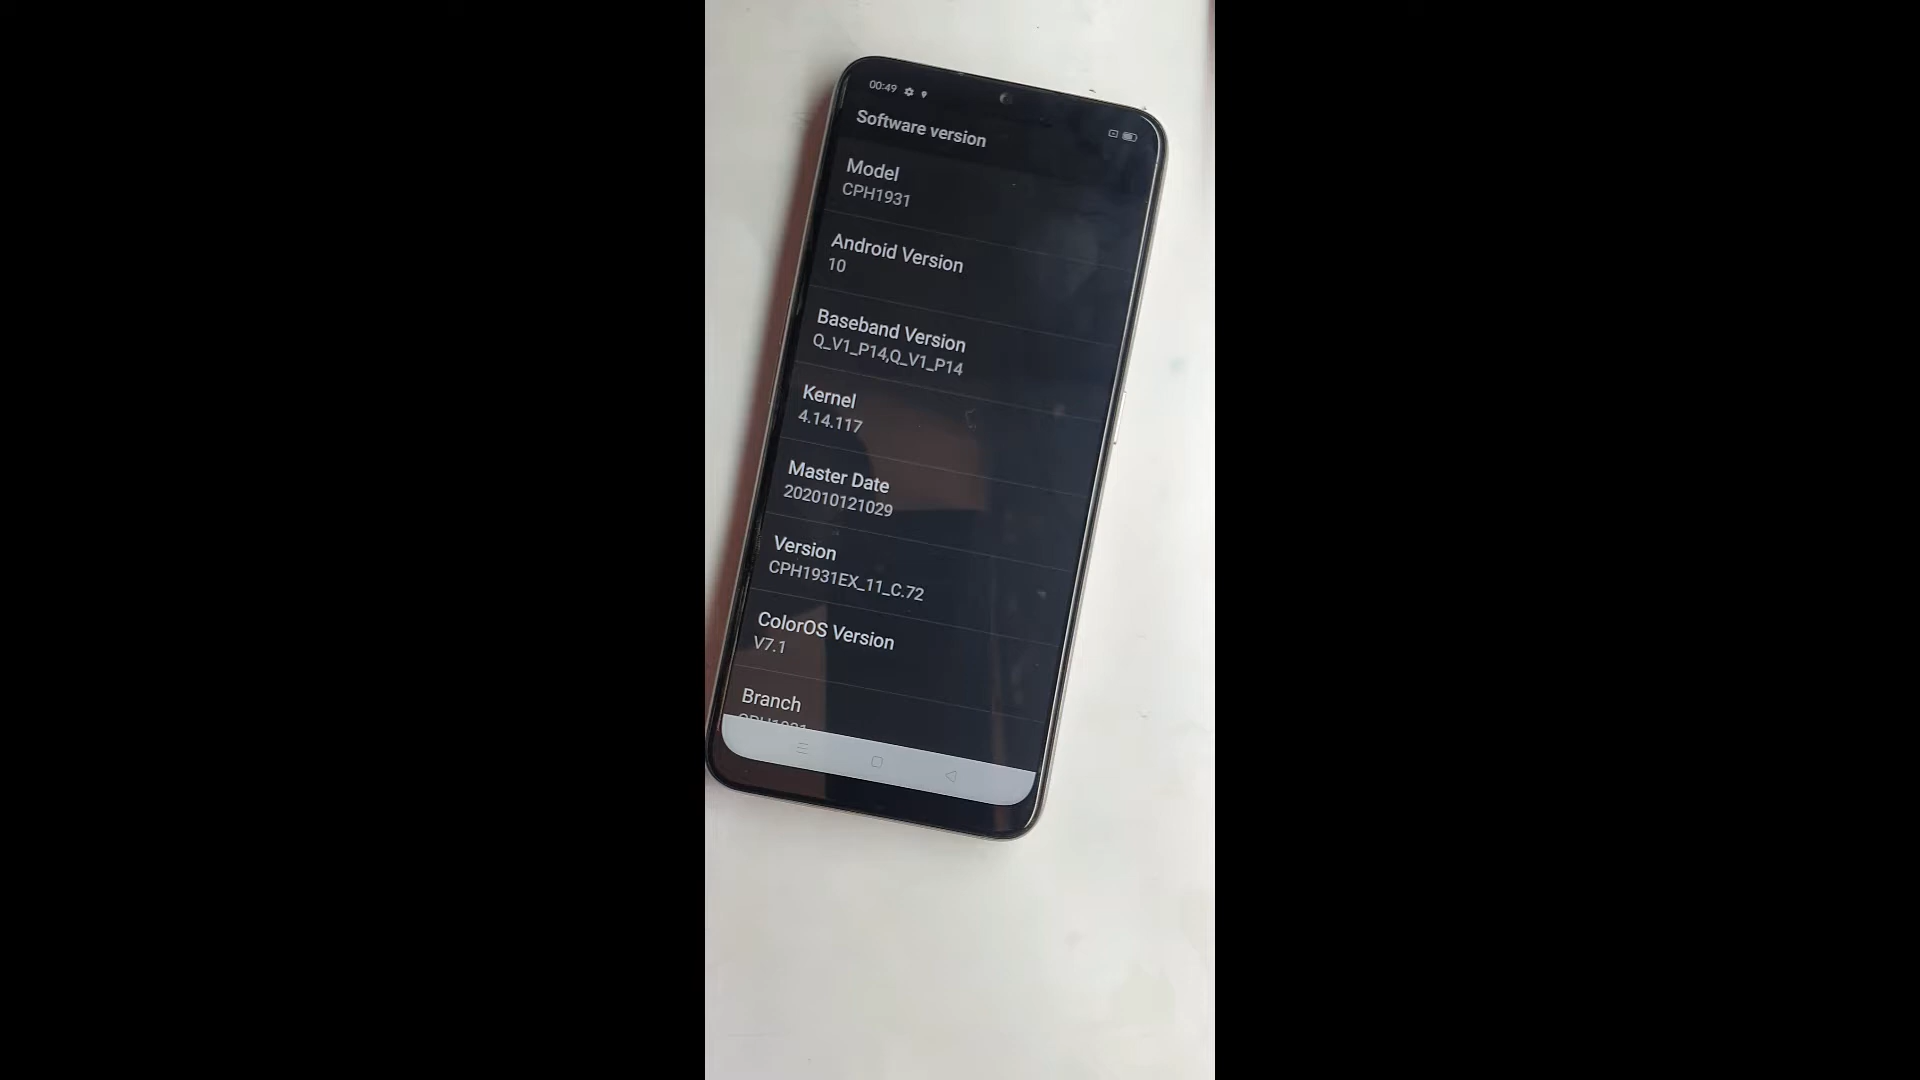 00:49
Software version
Model
CPH1931
Android Version
10
Baseband Version
Q_V1_P14,Q_V1_P14
Kernel
4.14.117
Master Date
202010121029
Version
CPH1931EX_11_C.72
ColorOS Version
V7.1
Branch